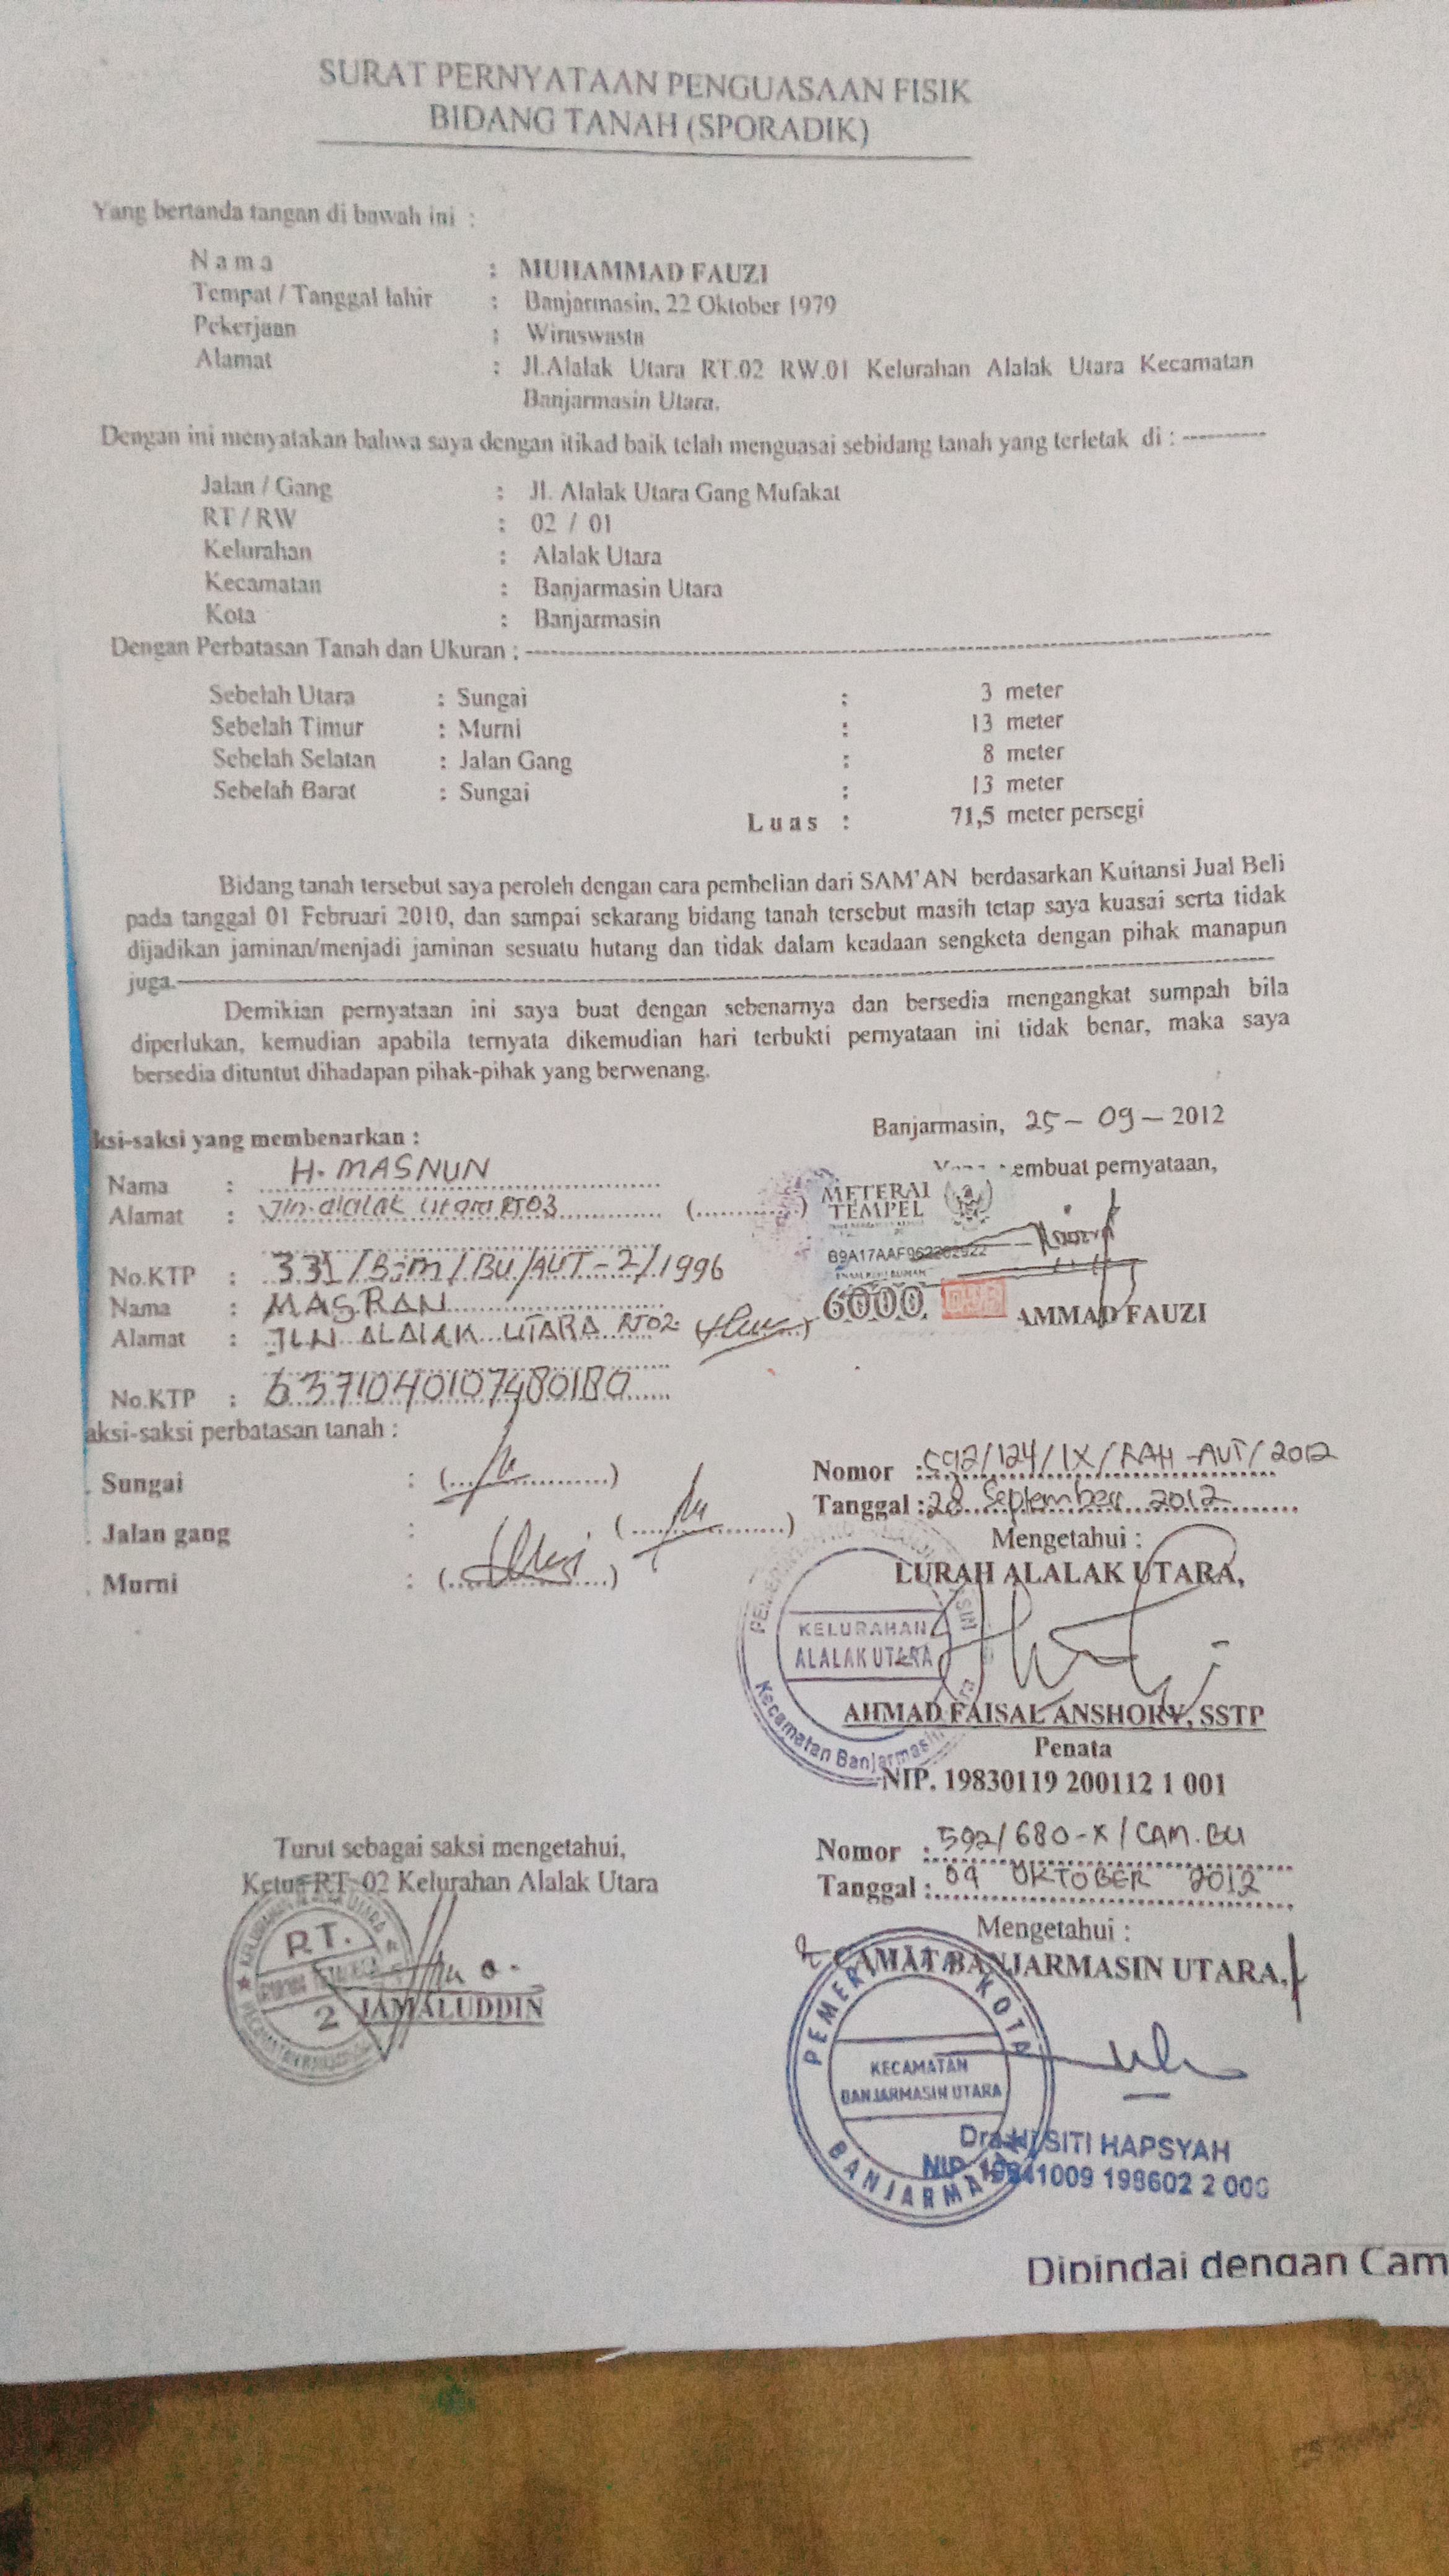 SURAT PERNYATAAN PENGUASAAN FISIK
BIDANG TANAH (SPORADIK)
Yang bertanda tangan di bawah ini :
N a m a : MUHAMMAD FAUZI
Tempat / Tanggal lahir : Banjarmasin, 22 Oktober 1979
Pekerjaan : Wiraswasta
Alamat : Jl.Alalak Utara RT.02 RW.01 Kelurahan Alalak Utara Kecamatan
Banjarmasin Utara.
Dengan ini menyatakan bahwa saya dengan itikad baik telah menguasai sebidang tanah yang terletak di : ----------
Jalan / Gang : Jl. Alalak Utara Gang Mufakat
RT / RW : 02 / 01
Kelurahan : Alalak Utara
Kecamatan : Banjarmasin Utara
Kota : Banjarmasin
Dengan Perbatasan Tanah dan Ukuran : ----------
Sebelah Utara : Sungai : 3 meter
Sebelah Timur : Murni : 13 meter
Sebelah Selatan : Jalan Gang : 8 meter
Sebelah Barat : Sungai : 13 meter
L u a s : 71,5 meter persegi
Bidang tanah tersebut saya peroleh dengan cara pembelian dari SAM'AN berdasarkan Kuitansi Jual Beli
pada tanggal 01 Februari 2010, dan sampai sekarang bidang tanah tersebut masih tetap saya kuasai serta tidak
dijadikan jaminan/menjadi jaminan sesuatu hutang dan tidak dalam keadaan sengketa dengan pihak manapun
juga.----------
Demikian pernyataan ini saya buat dengan sebenarnya dan bersedia mengangkat sumpah bila
diperlukan, kemudian apabila ternyata dikemudian hari terbukti pernyataan ini tidak benar, maka saya
bersedia dituntut dihadapan pihak-pihak yang berwenang.
Banjarmasin, 25 - 09 - 2012
ksi-saksi yang membenarkan :
embuat pernyataan,
Nama : H. MASNUN
Alamat : Jln. alalak utara RT03 (............)
METERAI
TEMPEL
B9A17AAF962282922
ENAM RIBU RUPIAH
6000
No.KTP : 331/BJm/BU/AUT-2/1996
Nama : MASRAN
AMMAD FAUZI
Alamat : JLN ALALAK UTARA RT02.
No.KTP : 6371040107480180
aksi-saksi perbatasan tanah :
Sungai : (....................)
Nomor : 592/124/IX/RAH-AUT/2012
Tanggal : 28 September 2012
Jalan gang : (....................)
Mengetahui :
Murni : (....................)
LURAH ALALAK UTARA,
KELURAHAN
ALALAK UTARA
Kecamatan Banjarmasin
AHMAD FAISAL ANSHORY, SSTP
Penata
NIP. 19830119 200112 1 001
Turut sebagai saksi mengetahui,
Ketua RT. 02 Kelurahan Alalak Utara
R T.
2
JAMALUDDIN
Nomor : 592/680-X/CAM.BU
Tanggal : 09 OKTOBER 2012
Mengetahui :
CAMAT BANJARMASIN UTARA,
PEMERINTAH KOTA
KECAMATAN
BANJARMASIN UTARA
BANJARMASIN
Dra.Hj.SITI HAPSYAH
NIP. 19641009 198602 2 006
Dipindai dengan Cam